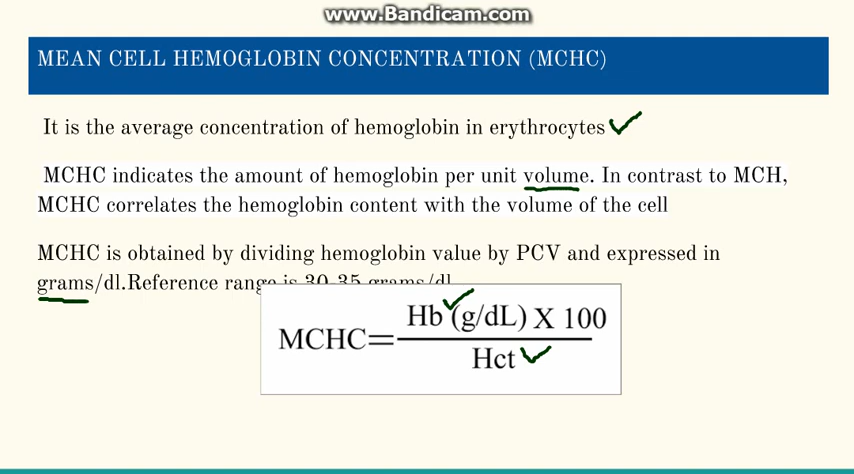 www.Bandicam.com
MEAN CELL HEMOGLOBIN CONCENTRATION (MCHC)
It is the average concentration of hemoglobin in erythrocytes
MCHC indicates the amount of hemoglobin per unit volume. In contrast to MCH,
MCHC correlates the hemoglobin content with the volume of the cell
MCHC is obtained by dividing hemoglobin value by PCV and expressed in
grams/dl.Reference range is 30-35 grams/dl
Hb (g/dL) X 100
MCHC=
Hct